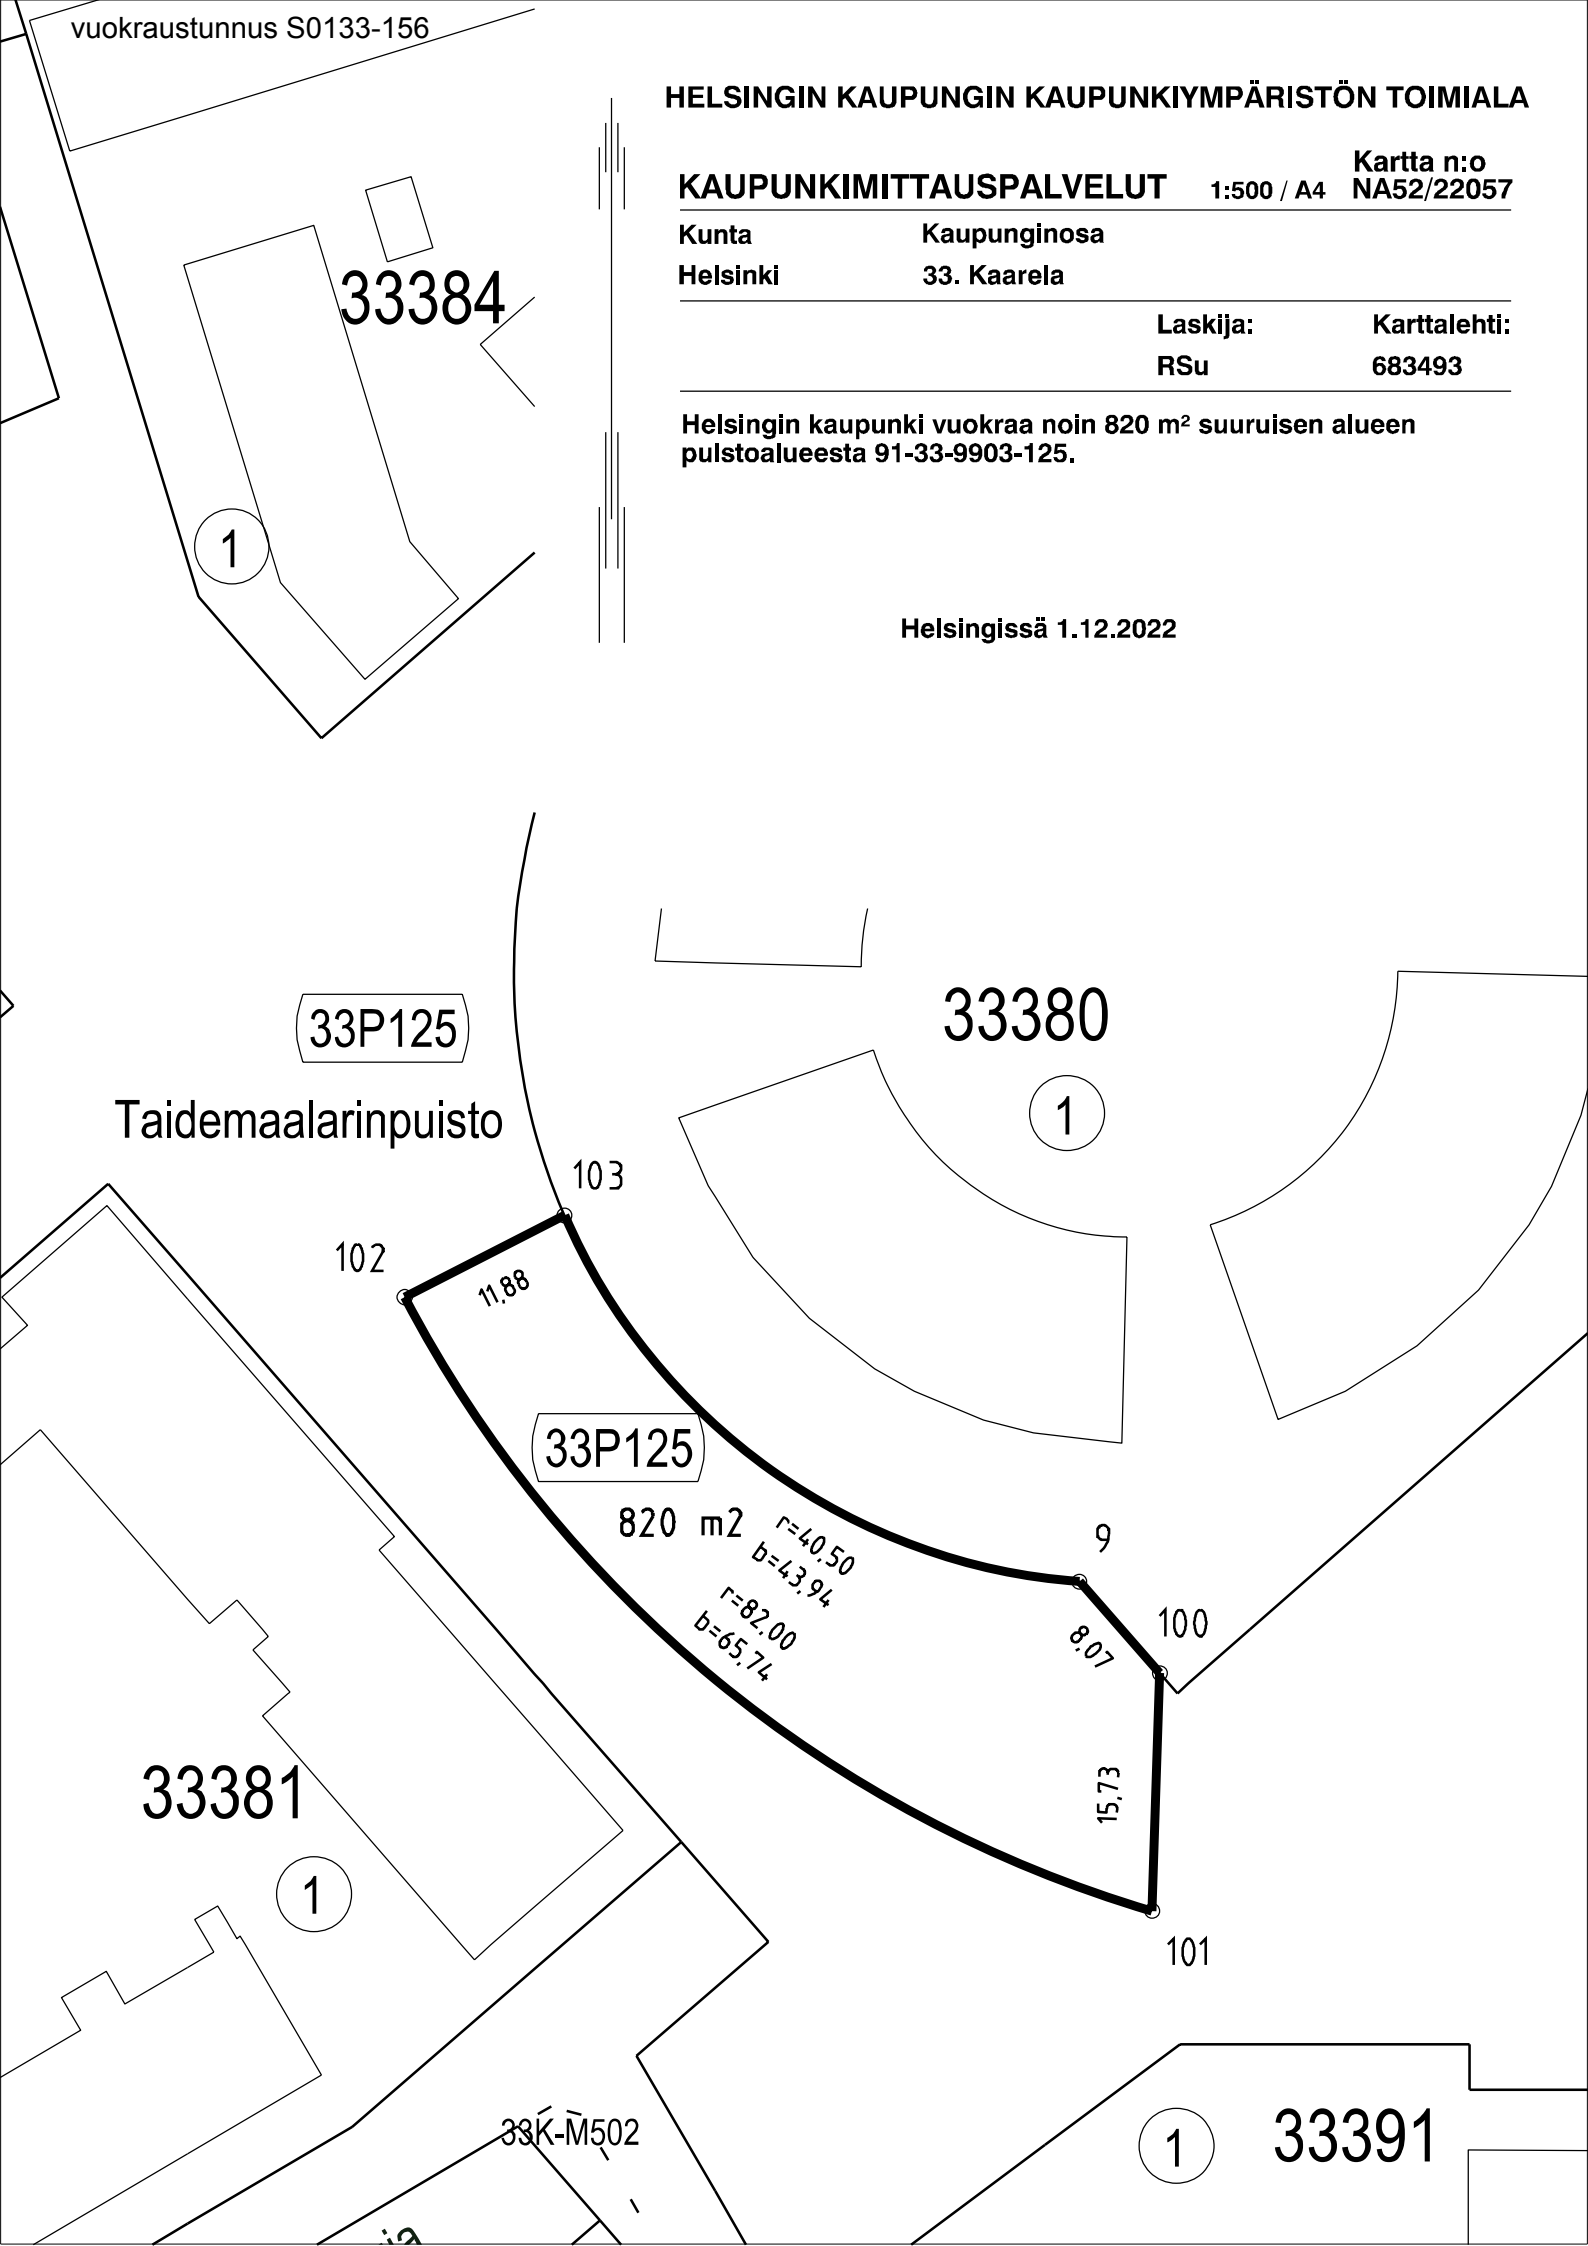 vuokraustunnus S0133-156
HELSINGIN KAUPUNGIN KAUPUNKIYMPÄRISTÖN TOIMIALA
KAUPUNKIMITTAUSPALVELUT 1:500 / A4 Kartta n:o NA52/22057
Kunta Kaupunginosa
Helsinki 33. Kaarela
Laskija: Karttalehti:
RSu 683493
Helsingin kaupunki vuokraa noin 820 m² suuruisen alueen
puistoalueesta 91-33-9903-125.
Helsingissä 1.12.2022
33384
1
33P125
Taidemaalarinpuisto
33380
1
103
102
11,88
33P125
820 m2
r=40,50
b=43,94
r=82,00
b=65,74
9
100
8,07
15,73
101
33381
1
33K-M502
1
33391